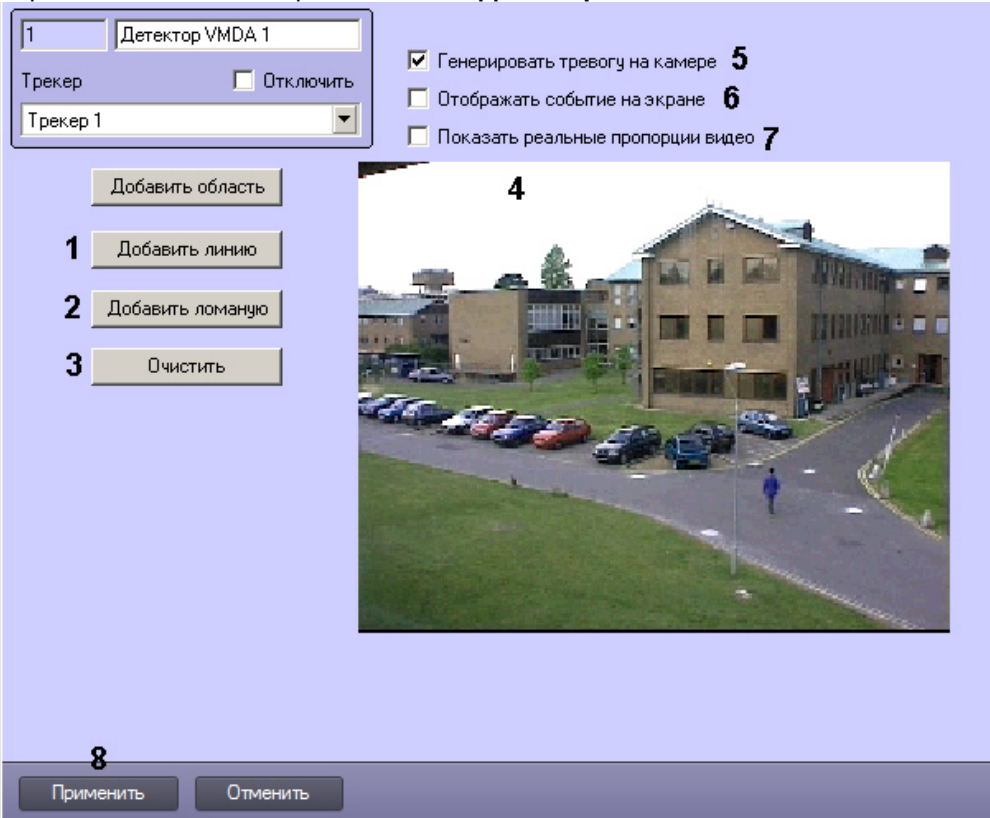 1 Детектор VMDA 1
Трекер Отключить
Трекер 1
Генерировать тревогу на камере 5
Отображать событие на экране 6
Показать реальные пропорции видео 7
Добавить область
1 Добавить линию
2 Добавить ломаную
3 Очистить
4
8
Применить Отменить